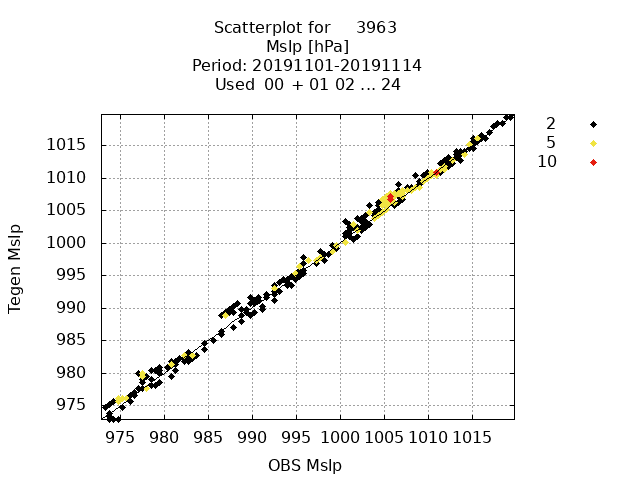 Scatterplot for 3963
Mslp [hPa]
Period: 20191101-20191114
Used 00 + 01 02 ... 24
2
5
10
1015
1010
1005
1000
995
990
985
980
975
Tegen Mslp
975 980 985 990 995 1000 1005 1010 1015
OBS Mslp